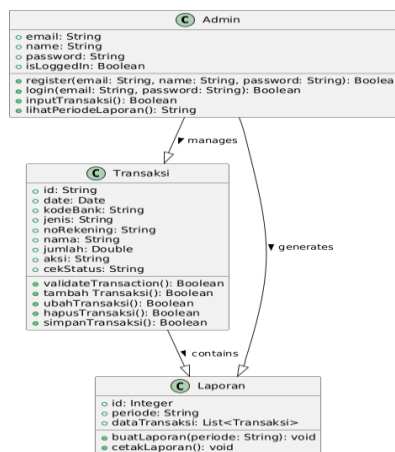 C Admin
email: String
name: String
password: String
isLoggedIn: Boolean
register(email: String, name: String, password: String): Boolea
login(email: String, password: String): Boolean
inputTransaksi(): Boolean
lihatPeriodeLaporan(): String
manages
C Transaksi
id: String
date: Date
kodeBank: String
jenis: String
noRekening: String
nama: String
jumlah: Double
aksi: String
cekStatus: String
validateTransaction(): Boolean
tambah Transaksi(): Boolean
ubahTransaksi(): Boolean
hapusTransaksi(): Boolean
simpanTransaksi(): Boolean
generates
contains
C Laporan
id: Integer
periode: String
dataTransaksi: List<Transaksi>
buatLaporan(periode: String): void
cetakLaporan(): void